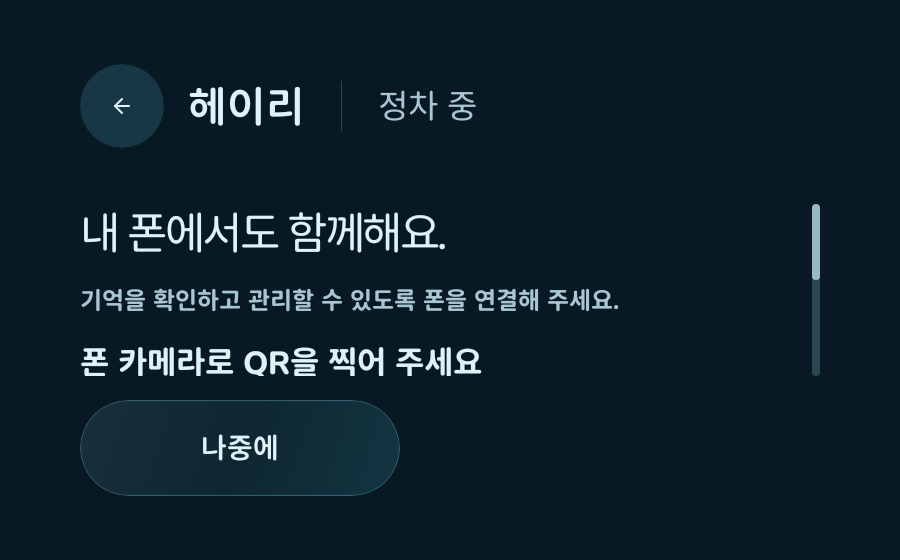 헤이리
정차 중
내 폰에서도 함께해요.
기억을 확인하고 관리할 수 있도록 폰을 연결해 주세요.
폰 카메라로 QR을 찍어 주세요
나중에